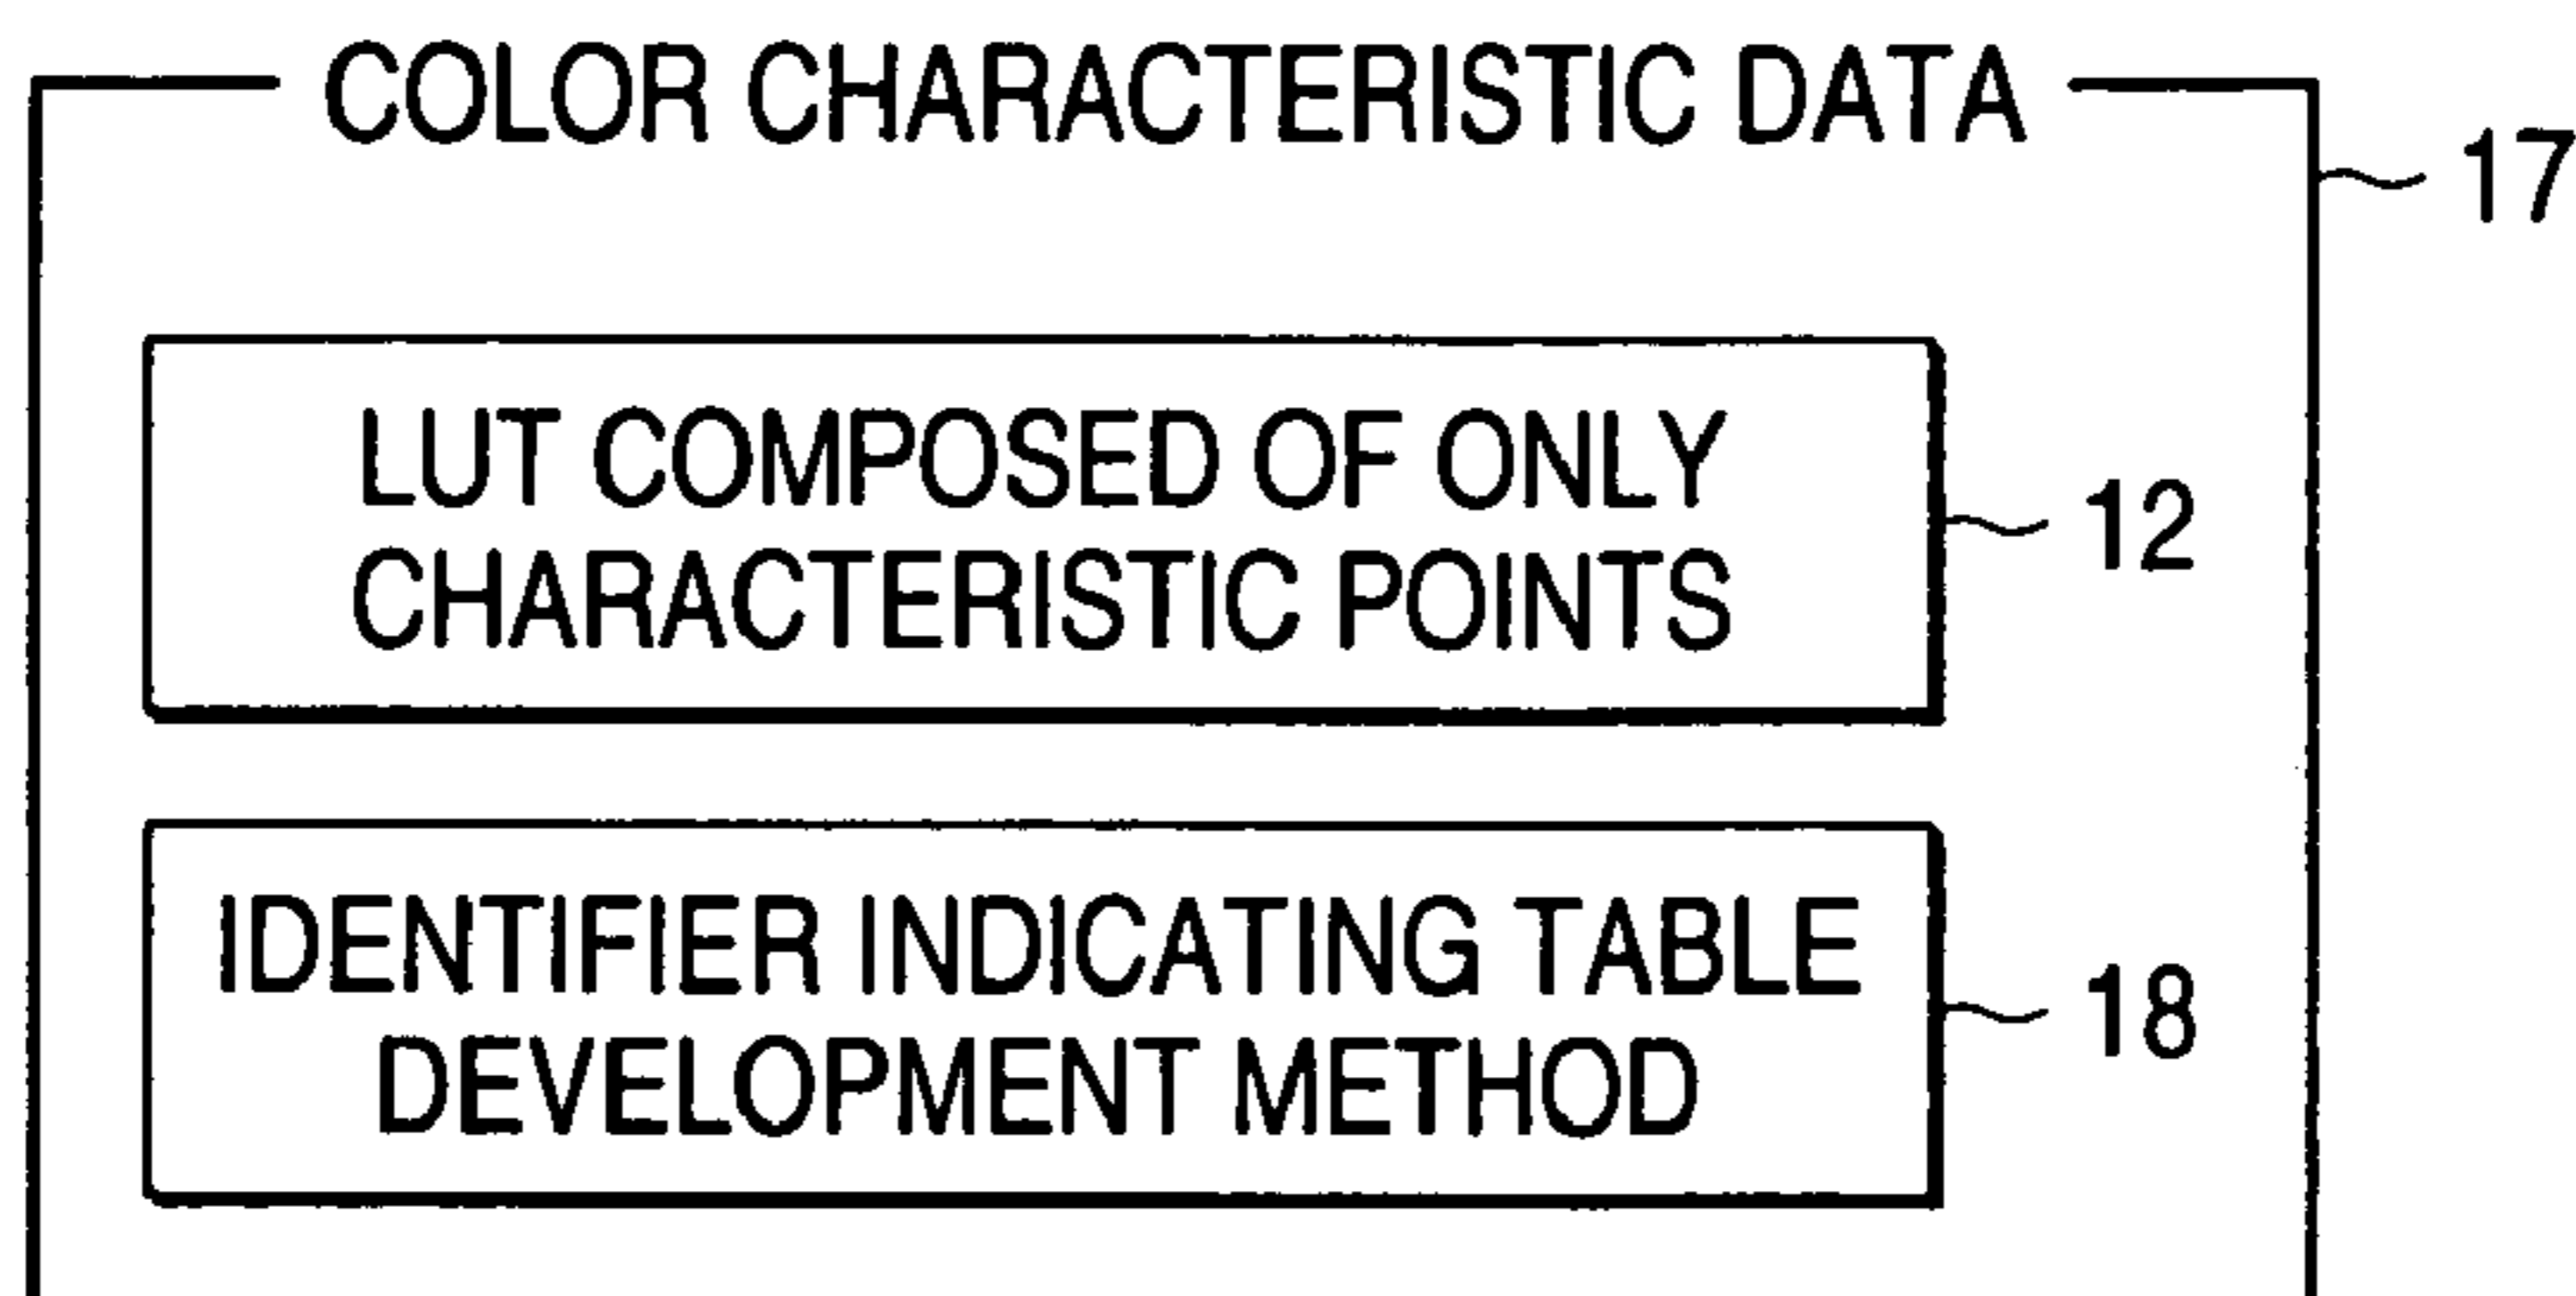 COLOR CHARACTERISTIC DATA
17
LUT COMPOSED OF ONLY
CHARACTERISTIC POINTS
12
IDENTIFIER INDICATING TABLE
DEVELOPMENT METHOD
18